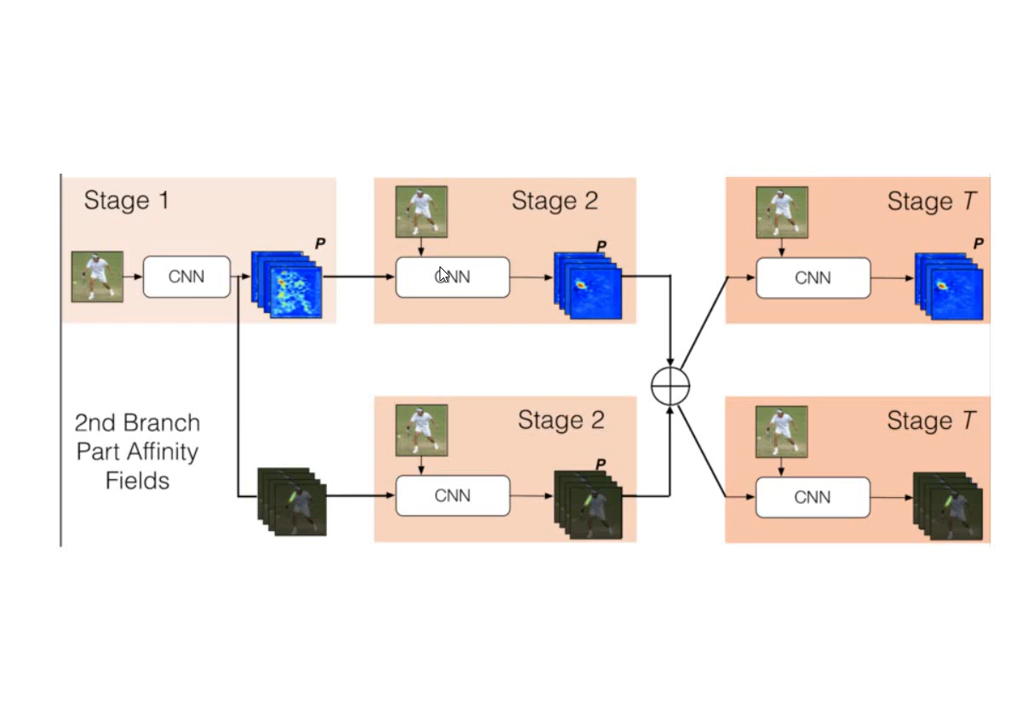 Stage 1
Stage 2
Stage T
P
P
P
CNN
CNN
CNN
2nd Branch
Part Affinity
Fields
Stage 2
Stage T
P
CNN
CNN